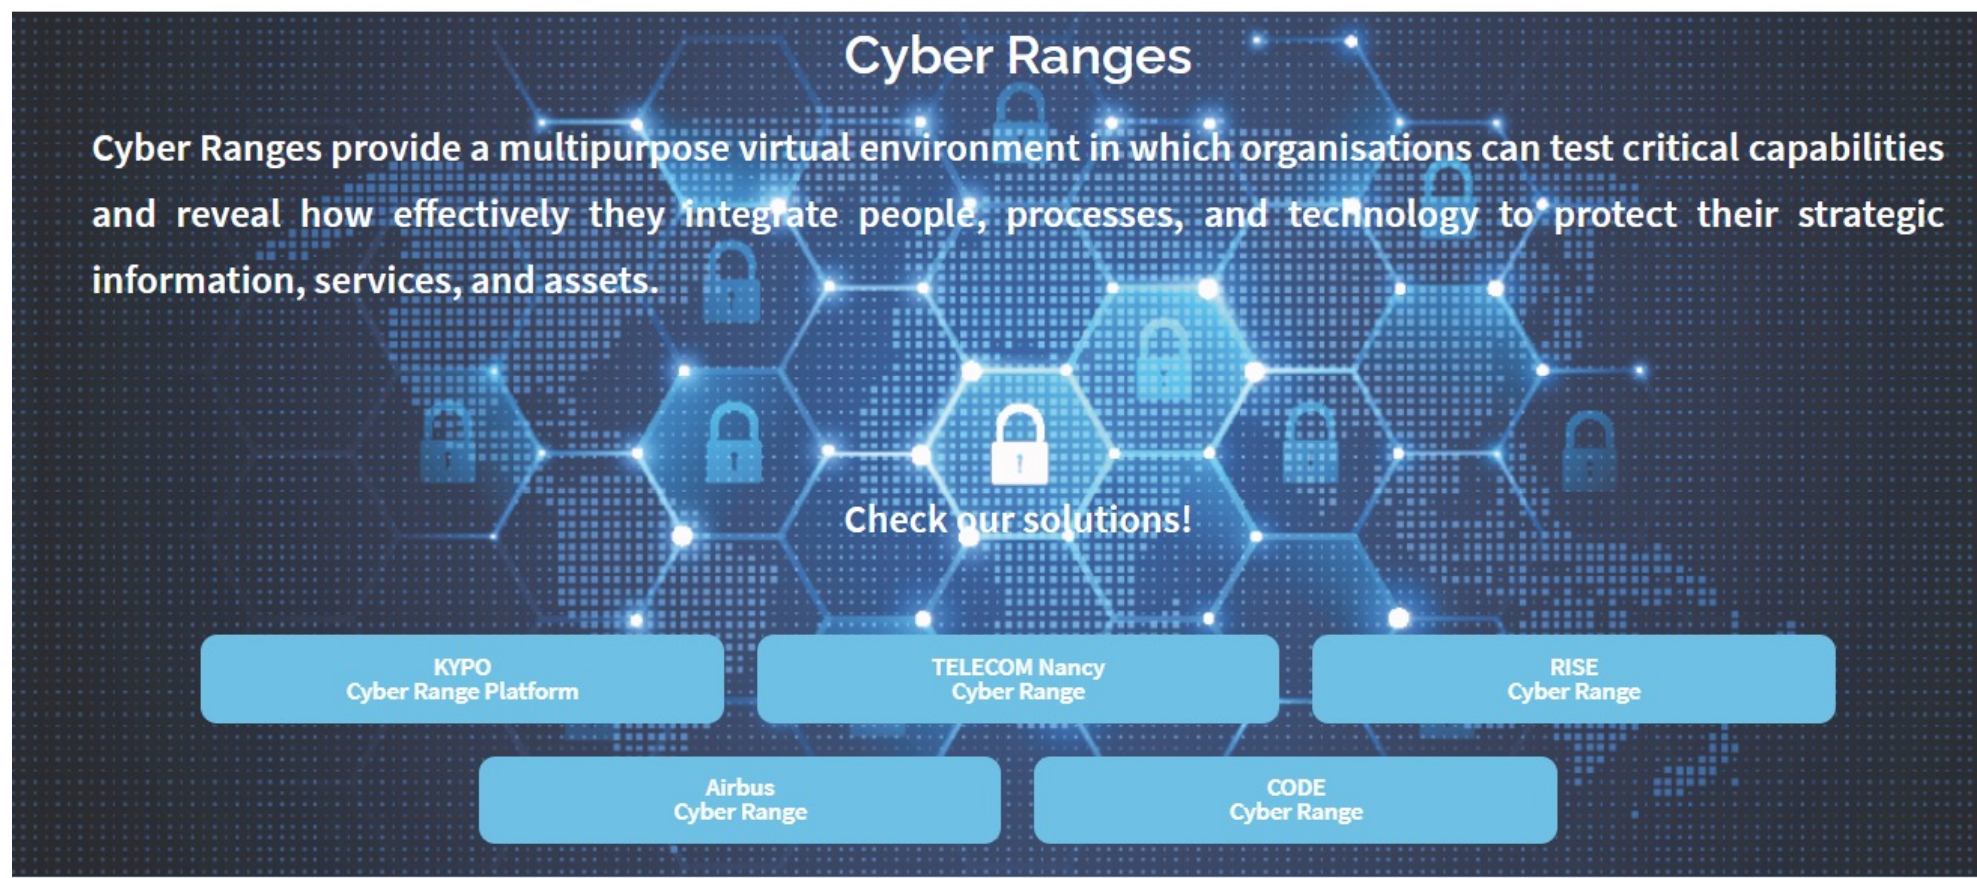 Cyber Ranges
Cyber Ranges provide a multipurpose virtual environment in which organisations can test critical capabilities
and reveal how effectively they integrate people, processes, and technology to protect their strategic
information, services, and assets.
Check our solutions!
KYPO
Cyber Range Platform
TELECOM Nancy
Cyber Range
RISE
Cyber Range
Airbus
Cyber Range
CODE
Cyber Range